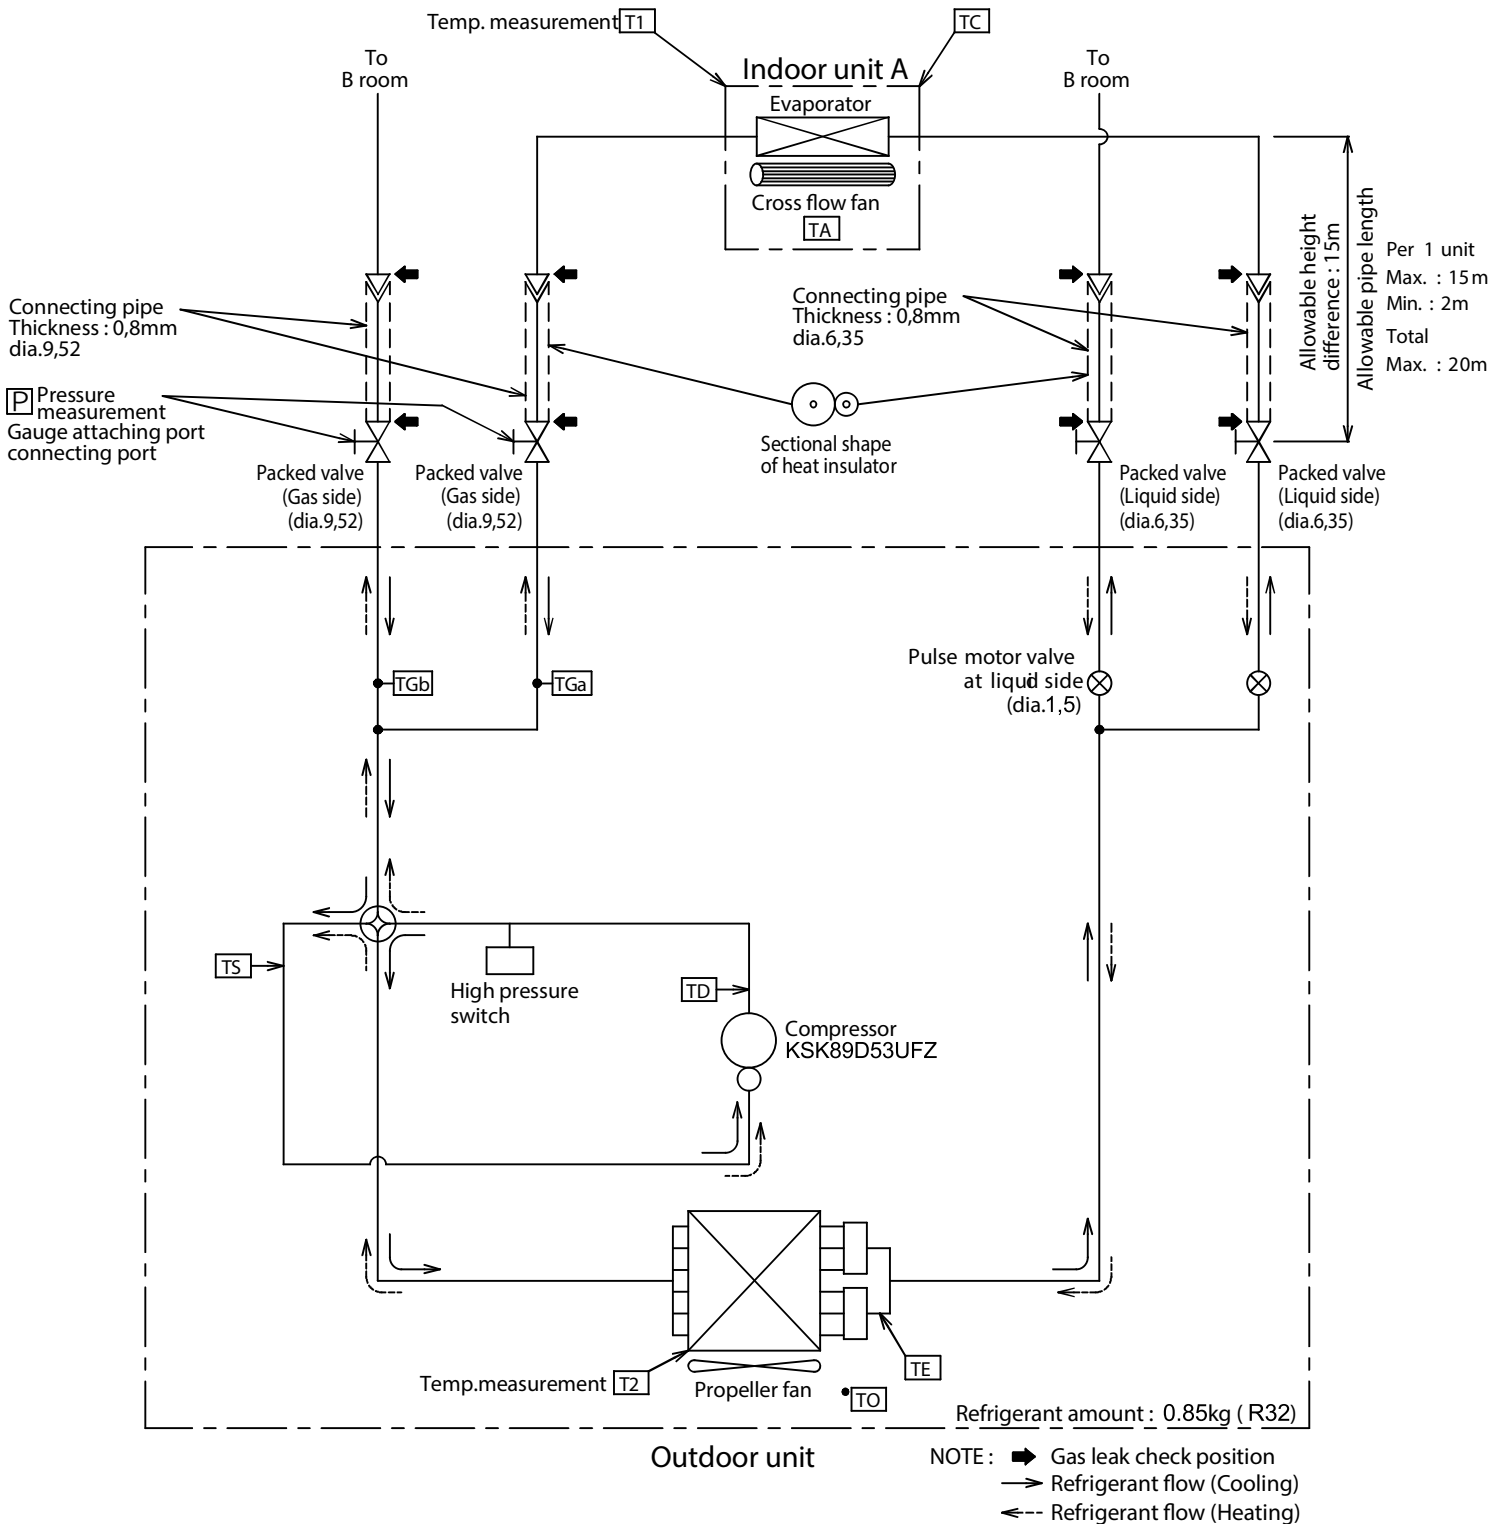 Temp. measurement T1
TC
To
B room
Indoor unit A
To
B room
Evaporator
Cross flow fan
TA
Allowable height
difference : 15m
Allowable pipe length
Per 1 unit
Max. : 15m
Min. : 2m
Total
Max. : 20m
Connecting pipe
Thickness : 0,8mm
dia.9,52
Connecting pipe
Thickness : 0,8mm
dia.6,35
P Pressure
measurement
Gauge attaching port
connecting port
Sectional shape
of heat insulator
Packed valve
(Gas side)
(dia.9,52)
Packed valve
(Gas side)
(dia.9,52)
Packed valve
(Liquid side)
(dia.6,35)
Packed valve
(Liquid side)
(dia.6,35)
TGb
TGa
Pulse motor valve
at liquid side
(dia.1,5)
TS
High pressure
switch
TD
Compressor
KSK89D53UFZ
Temp.measurement T2
Propeller fan
TE
TO
Refrigerant amount : 0.85kg ( R32)
Outdoor unit
NOTE : Gas leak check position
Refrigerant flow (Cooling)
Refrigerant flow (Heating)